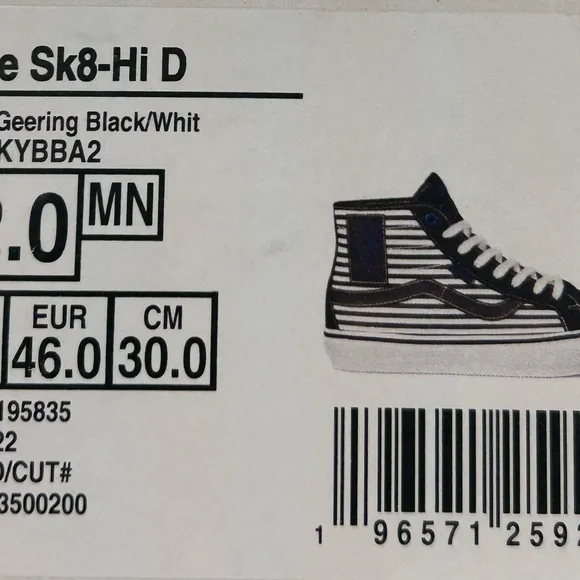 e Sk8-Hi D
Geering Black/Whit
KYBBA2
.0 MN
EUR CM
46.0 30.0
195835
22
/CUT#
3500200
1 96571 2592